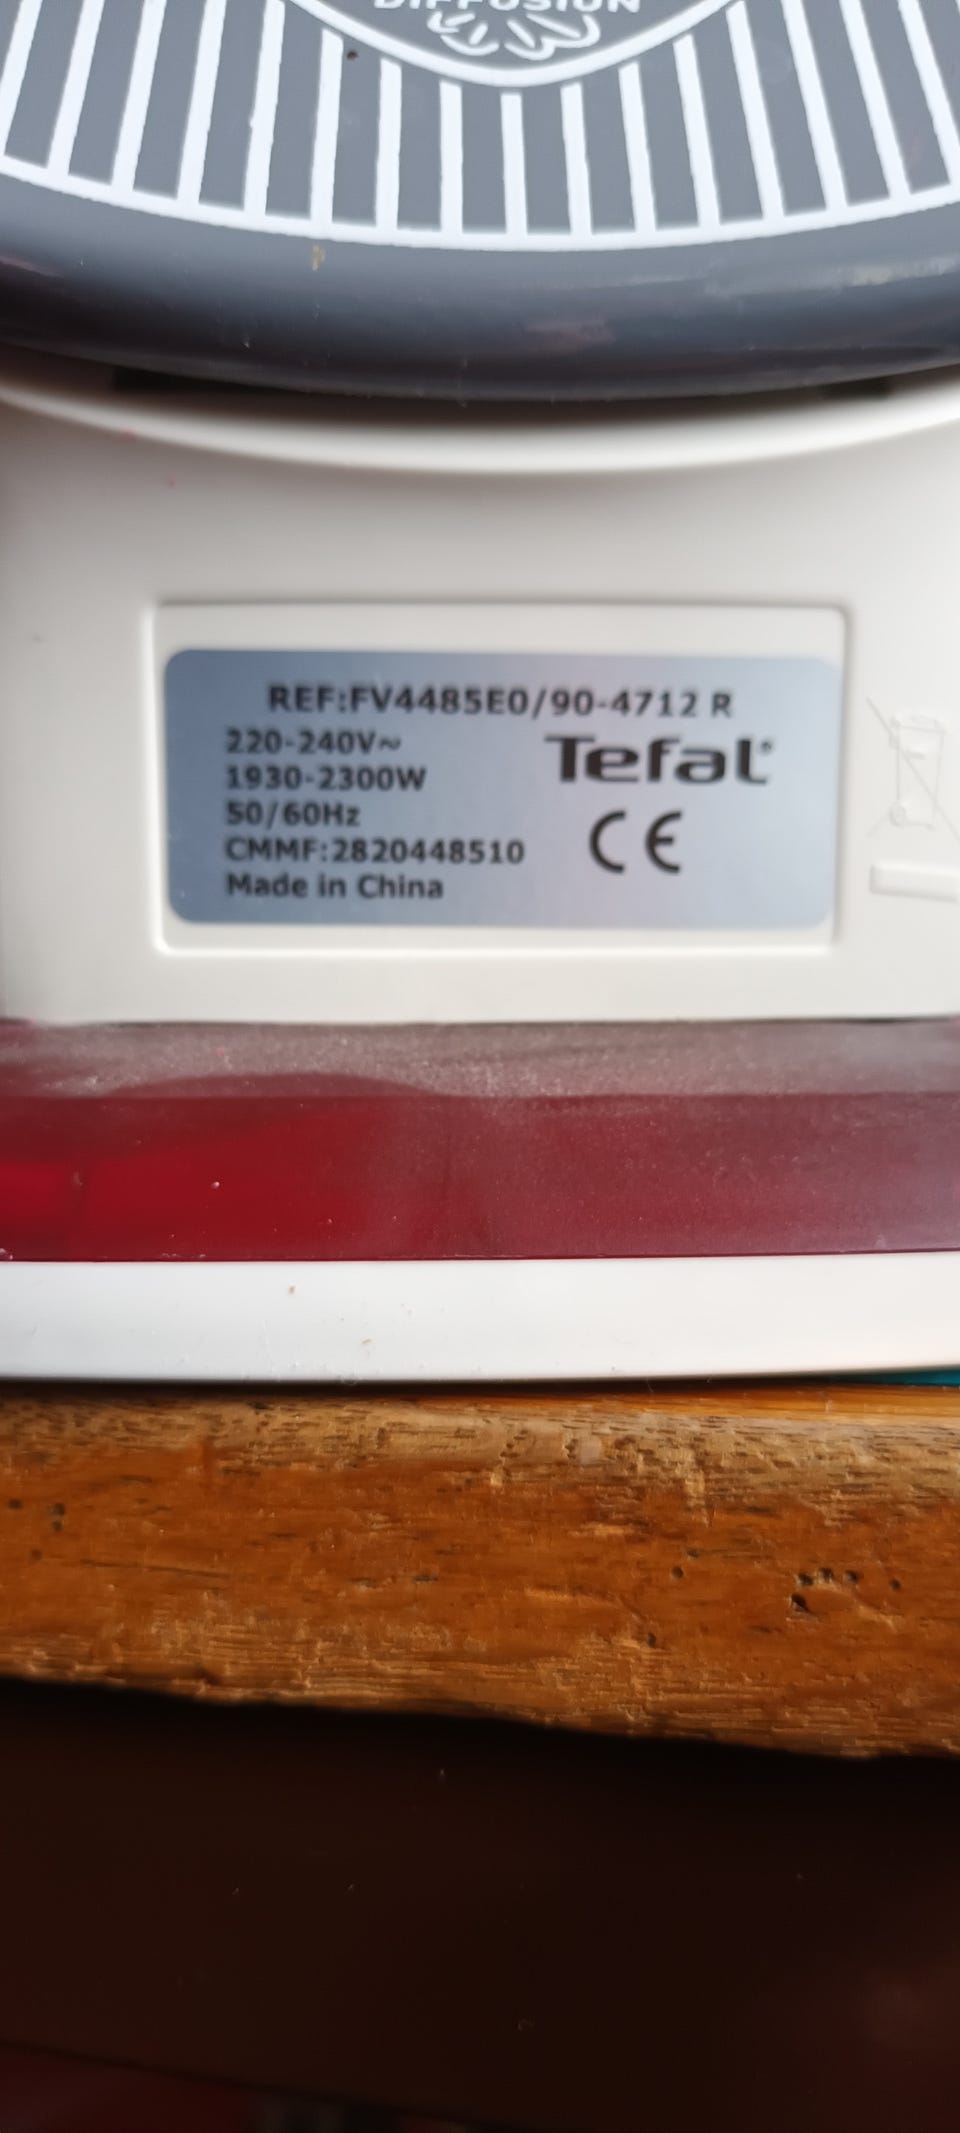 DIFFUSION
REF:FV4485E0/90-4712 R
220-240V~
1930-2300W
50/60Hz
CMMF:2820448510
Made in China
Tefal
CE